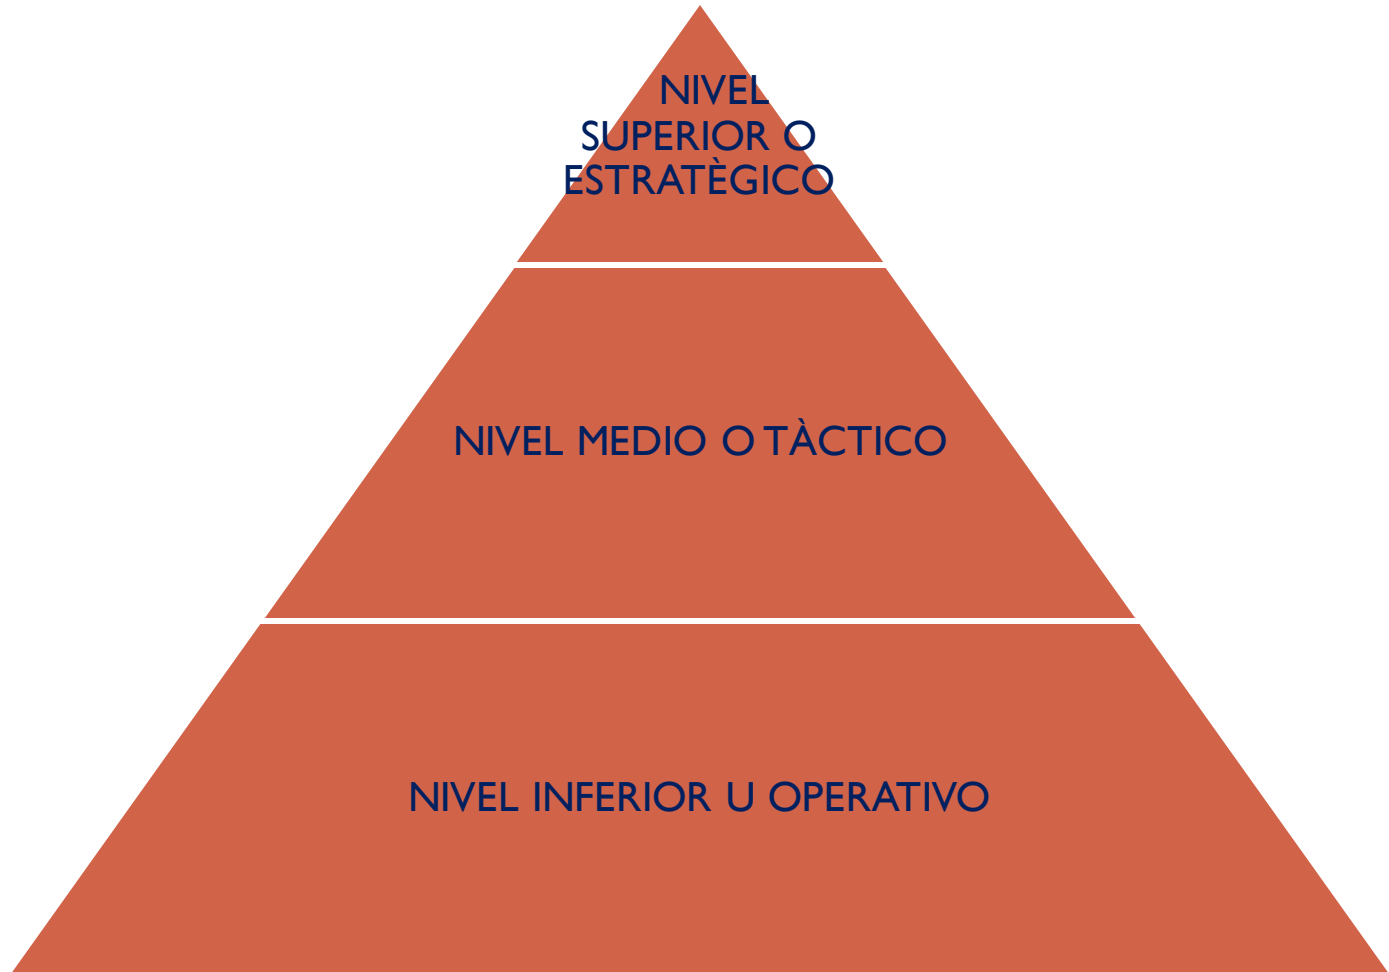 NIVEL
SUPERIOR O
ESTRATÈGICO
NIVEL MEDIO O TÀCTICO
NIVEL INFERIOR U OPERATIVO